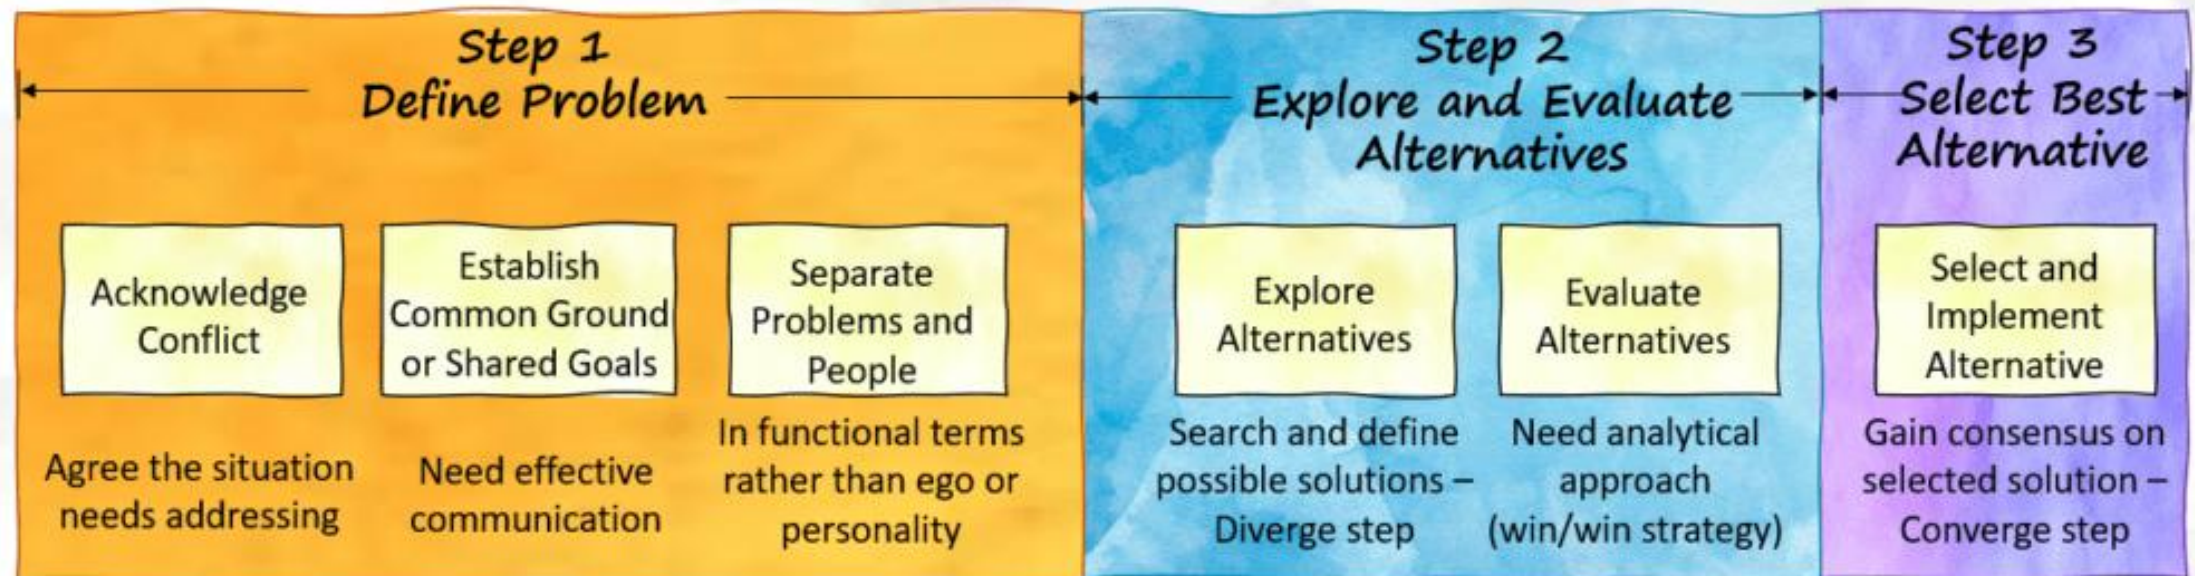 Step 1
Define Problem
Acknowledge
Conflict
Agree the situation
needs addressing
Establish
Common Ground
or Shared Goals
Need effective
communication
Separate
Problems and
People
In functional terms
rather than ego or
personality
Step 2
Explore and Evaluate
Alternatives
Explore
Alternatives
Search and define
possible solutions –
Diverge step
Evaluate
Alternatives
Need analytical
approach
(win/win strategy)
Step 3
Select Best
Alternative
Select and
Implement
Alternative
Gain consensus on
selected solution –
Converge step